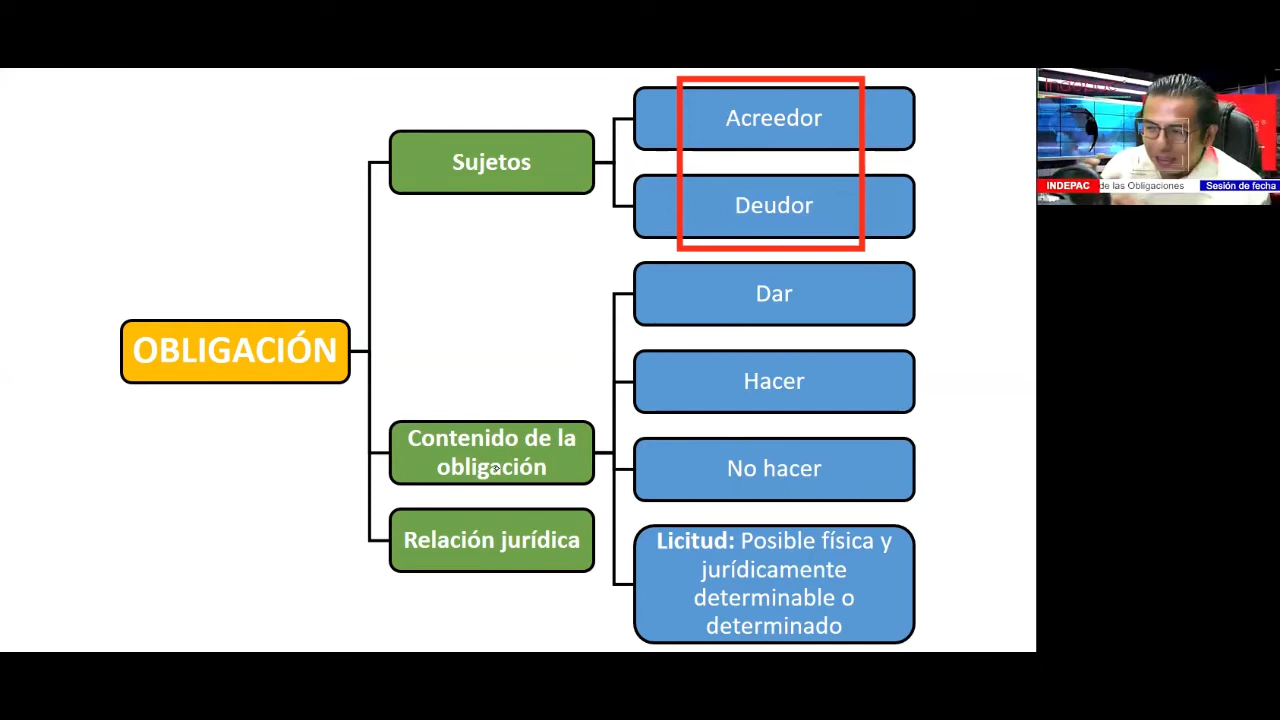 OBLIGACIÓN
Sujetos
Acreedor
Deudor
Contenido de la
obligación
Dar
Hacer
No hacer
Licitud: Posible física y
jurídicamente
determinable o
determinado
Relación jurídica
INDEPAC de las Obligaciones Sesión de fecha